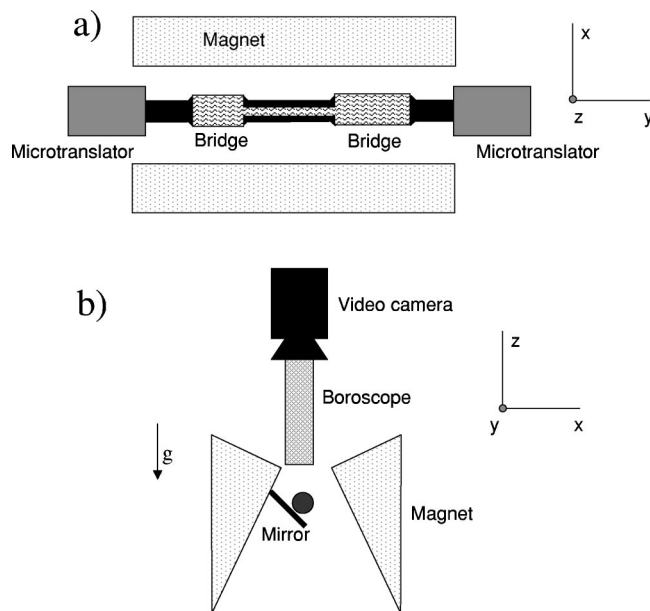 a)
Magnet
x
z
y
Bridge
Bridge
Microtranslator
Microtranslator
b)
Video camera
z
Boroscope
y
x
g
Magnet
Mirror